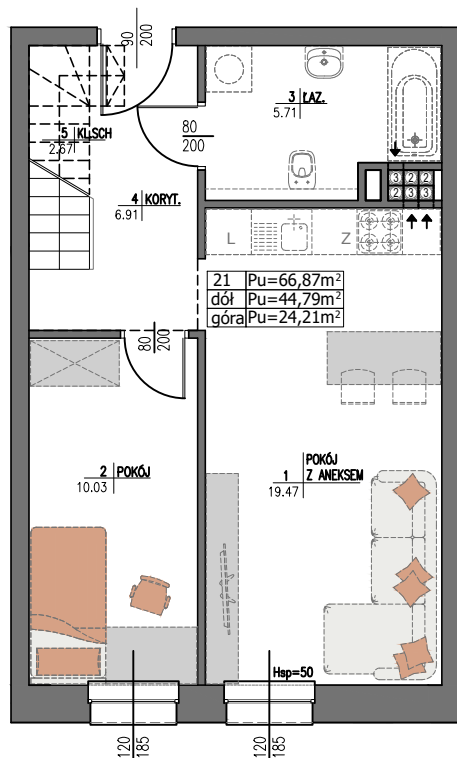 90
200
3 ŁAZ.
5.71
5 KL.SCH
2.67
80
200
4 KORYT.
6.91
3 2 2
2 3 3
L
Z
21 Pu=66,87m²
dół Pu=44,79m²
góra Pu=24,21m²
80
200
2 POKÓJ
10.03
POKÓJ
1 Z ANEKSEM
19.47
Hsp=50
120
185
120
185